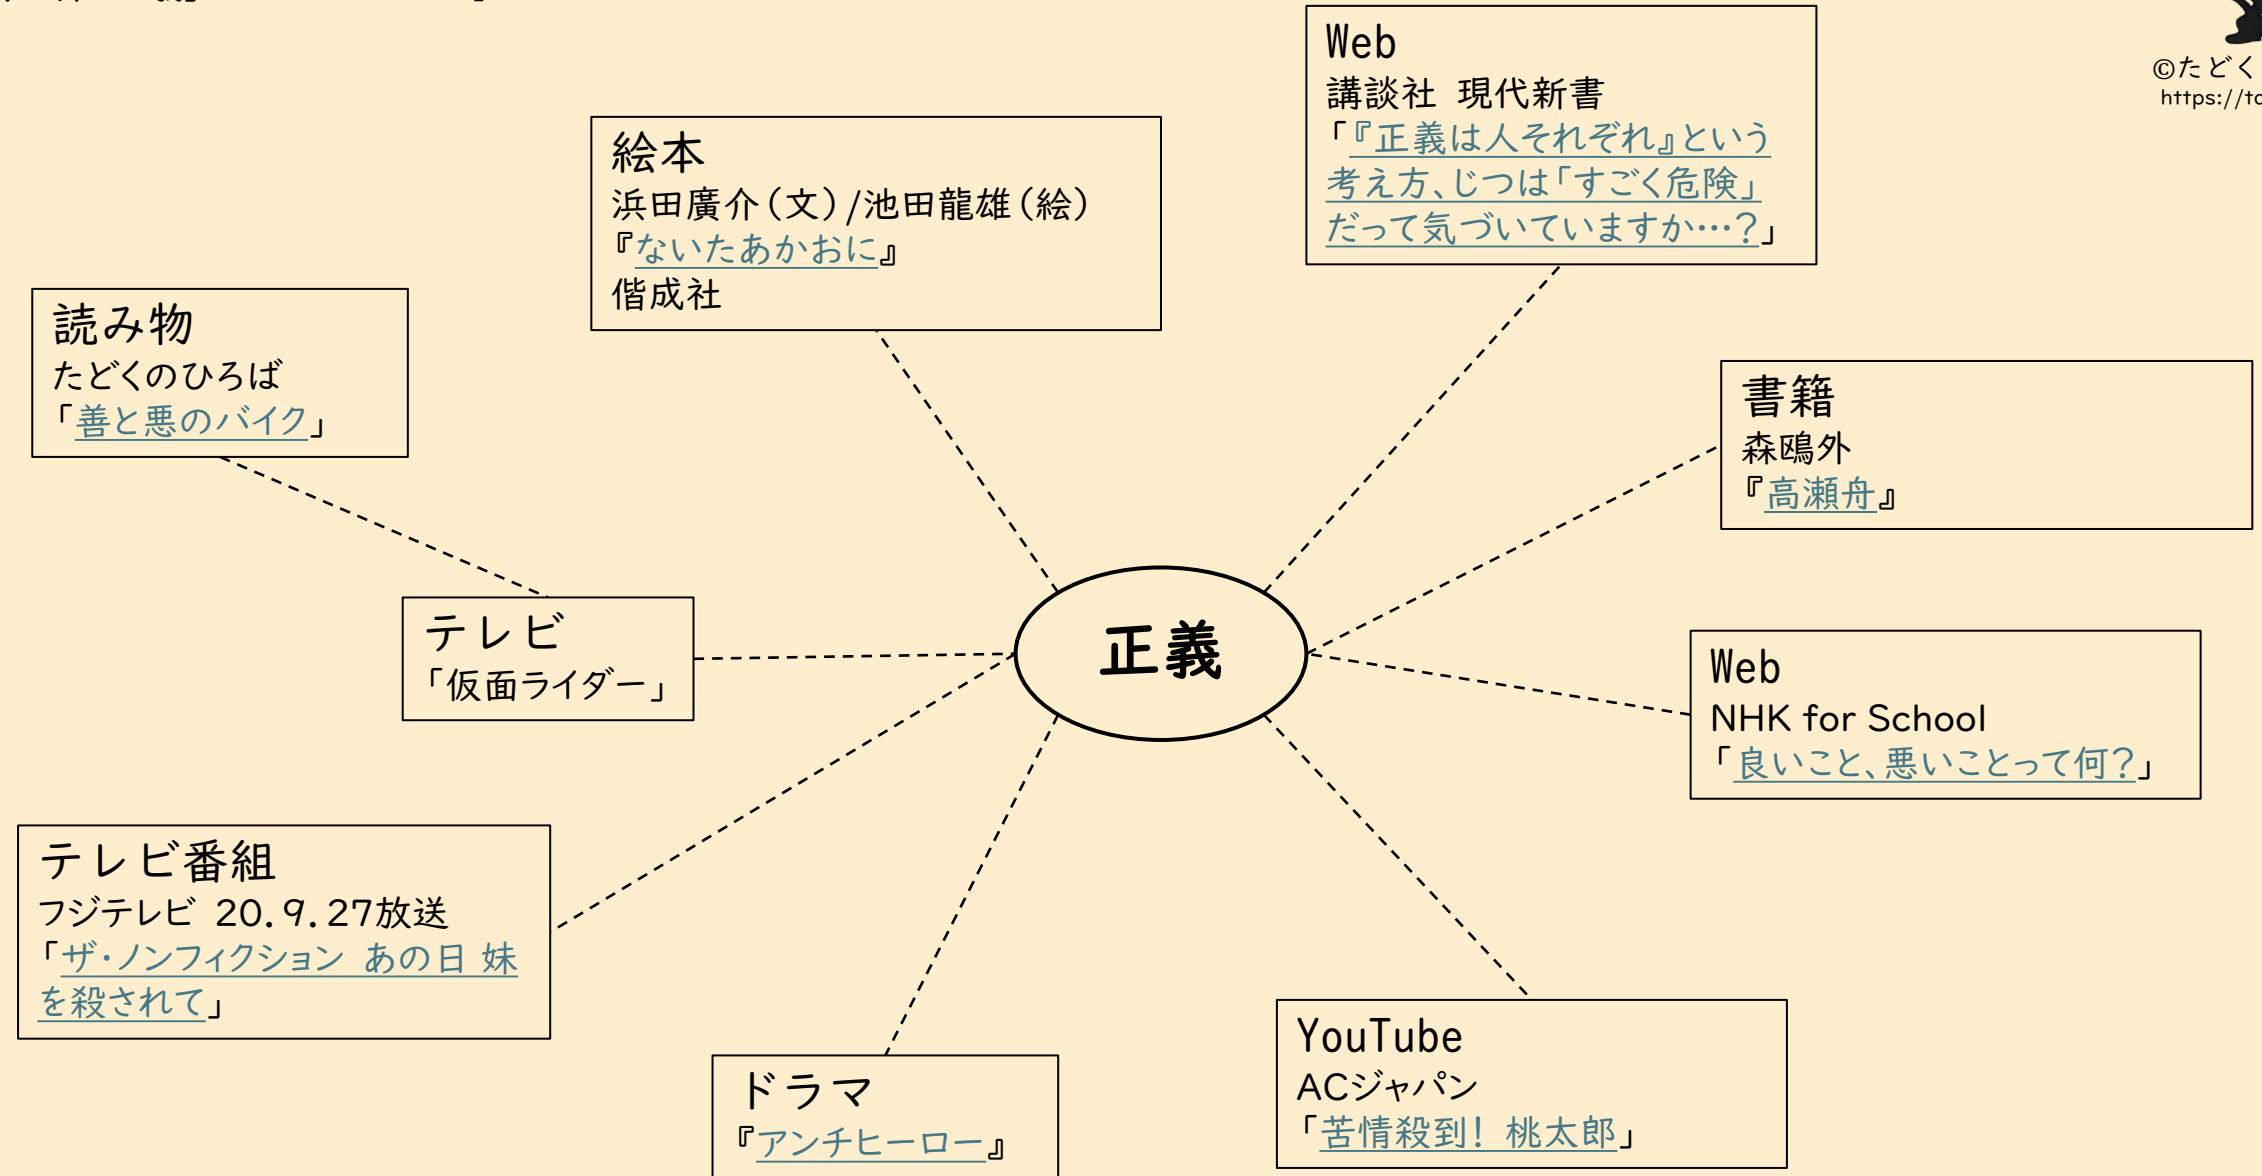 ©たどく
https://ta
Web
講談社 現代新書
「『正義は人それぞれ』という
考え方、じつは「すごく危険」
だって気づいていますか…?」
絵本
浜田廣介(文)/池田龍雄(絵)
『ないたあかおに』
偕成社
読み物
たどくのひろば
「善と悪のバイク」
書籍
森鴎外
『高瀬舟』
テレビ
「仮面ライダー」
正義
Web
NHK for School
「良いこと、悪いことって何?」
テレビ番組
フジテレビ 20.9.27放送
「ザ・ノンフィクション あの日 妹
を殺されて」
ドラマ
『アンチヒーロー』
YouTube
ACジャパン
「苦情殺到! 桃太郎」